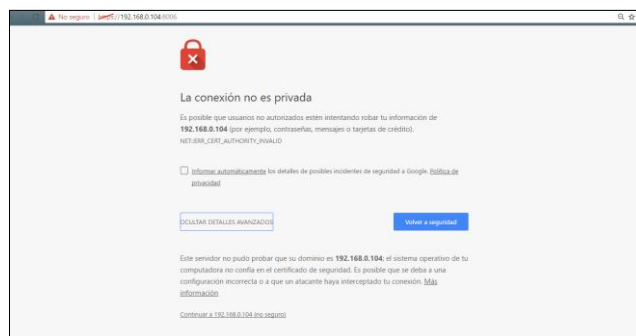 No seguro | https://192.168.0.104:8006
La conexión no es privada
Es posible que usuarios no autorizados estén intentando robar tu información de
192.168.0.104 (por ejemplo, contraseñas, mensajes o tarjetas de crédito).
NET::ERR_CERT_AUTHORITY_INVALID
Informar automáticamente los detalles de posibles incidentes de seguridad a Google. Política de
privacidad
OCULTAR DETALLES AVANZADOS
Volver a seguridad
Este servidor no pudo probar que su dominio es 192.168.0.104; el sistema operativo de tu
computadora no confía en el certificado de seguridad. Es posible que se deba a una
configuración incorrecta o a que un atacante haya interceptado tu conexión. Más
información
Continuar a 192.168.0.104 (no seguro)